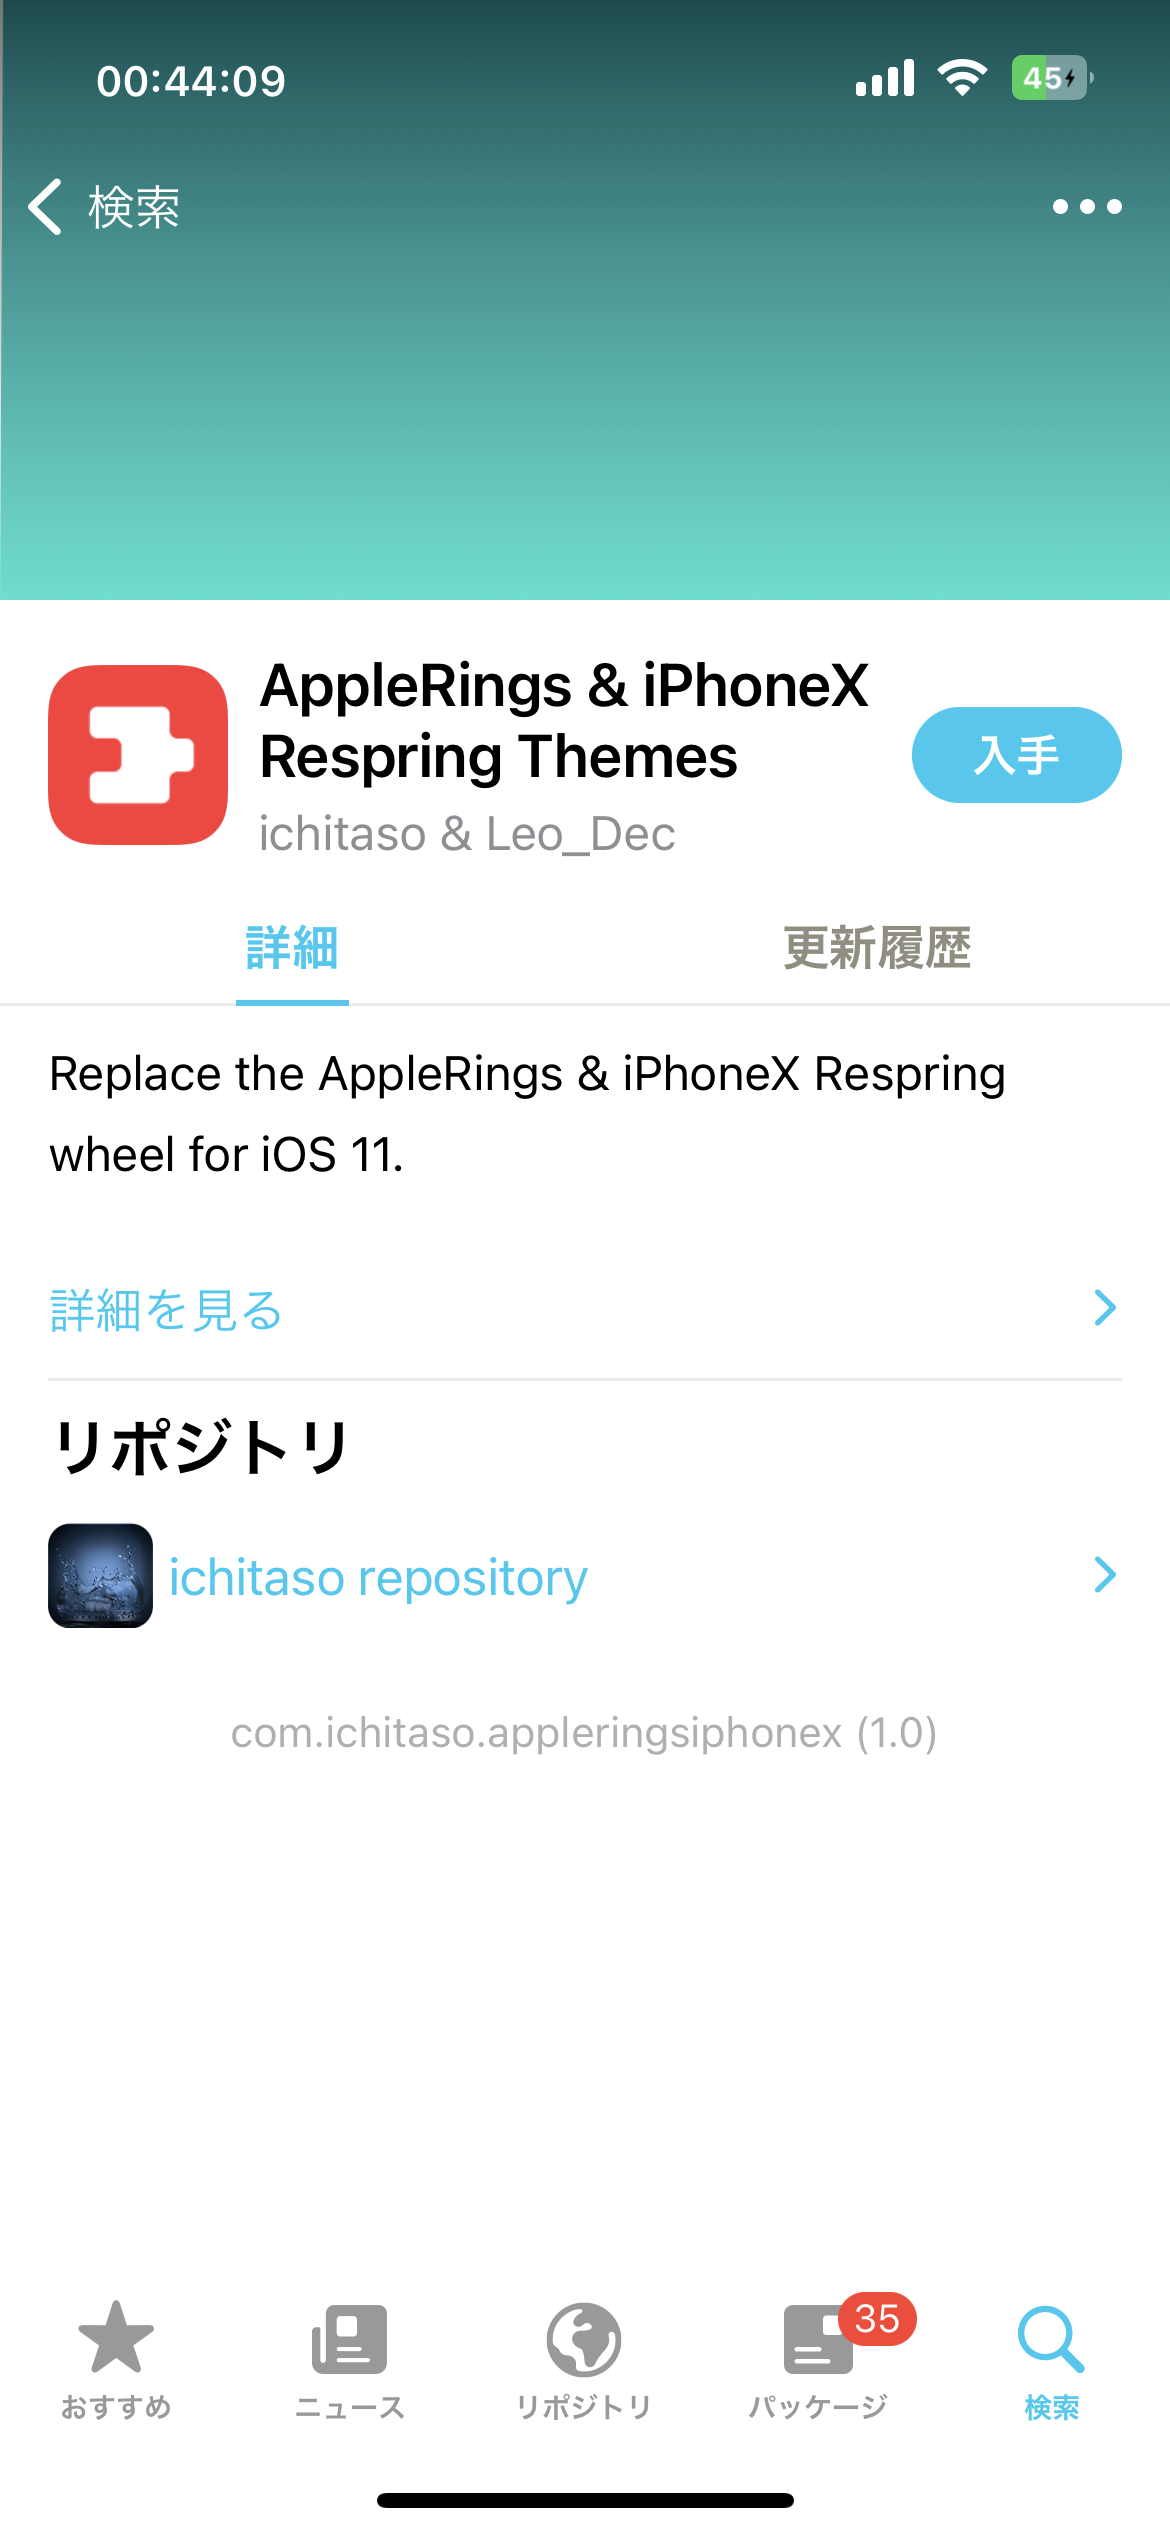 00:44:09
45
検索
AppleRings & iPhoneX
Respring Themes
ichitaso & Leo_Dec
入手
詳細
更新履歴
Replace the AppleRings & iPhoneX Respring
wheel for iOS 11.
詳細を見る
リポジトリ
ichitaso repository
com.ichitaso.appleringsiphonex (1.0)
35
おすすめ
ニュース
リポジトリ
パッケージ
検索